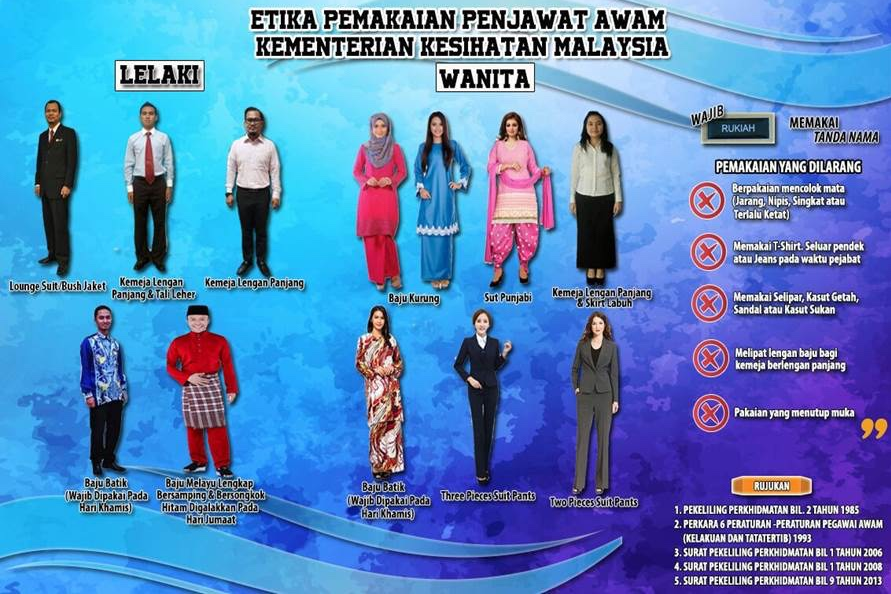 ETIKA PEMAKAIAN PENJAWAT AWAM
KEMENTERIAN KESIHATAN MALAYSIA
LELAKI
WANITA
Lounge Suit/Bush Jaket
Kemeja Lengan
Panjang & Tali Leher
Kemeja Lengan Panjang
Baju Batik
(Wajib Dipakai Pada
Hari Khamis)
Baju Melayu Lengkap
Bersamping & Bersongkok
Hitam Digalakkan Pada
Hari Jumaat
Baju Kurung
Sut Punjabi
Kemeja Lengan Panjang
& Skirt Labuh
Baju Batik
(Wajib Dipakai Pada
Hari Khamis)
Three Pieces Suit Pants
Two Pieces Suit Pants
WAJIB
RUKIAH
MEMAKAI
TANDA NAMA
PEMAKAIAN YANG DILARANG
Berpakaian mencolok mata
(Jarang, Nipis, Singkat atau
Terlalu Ketat)
Memakai T-Shirt. Seluar pendek
atau Jeans pada waktu pejabat
Memakai Selipar, Kasut Getah,
Sandal atau Kasut Sukan
Melipat lengan baju bagi
kemeja berlengan panjang
Pakaian yang menutup muka
”
RUJUKAN
1. PEKELILING PERKHIDMATAN BIL. 2 TAHUN 1985
2. PERKARA 6 PERATURAN -PERATURAN PEGAWAI AWAM
(KELAKUAN DAN TATATERTIB) 1993
3. SURAT PEKELILING PERKHIDMATAN BIL 1 TAHUN 2006
4. SURAT PEKELILING PERKHIDMATAN BIL 1 TAHUN 2008
5. SURAT PEKELILING PERKHIDMATAN BIL 9 TAHUN 2013